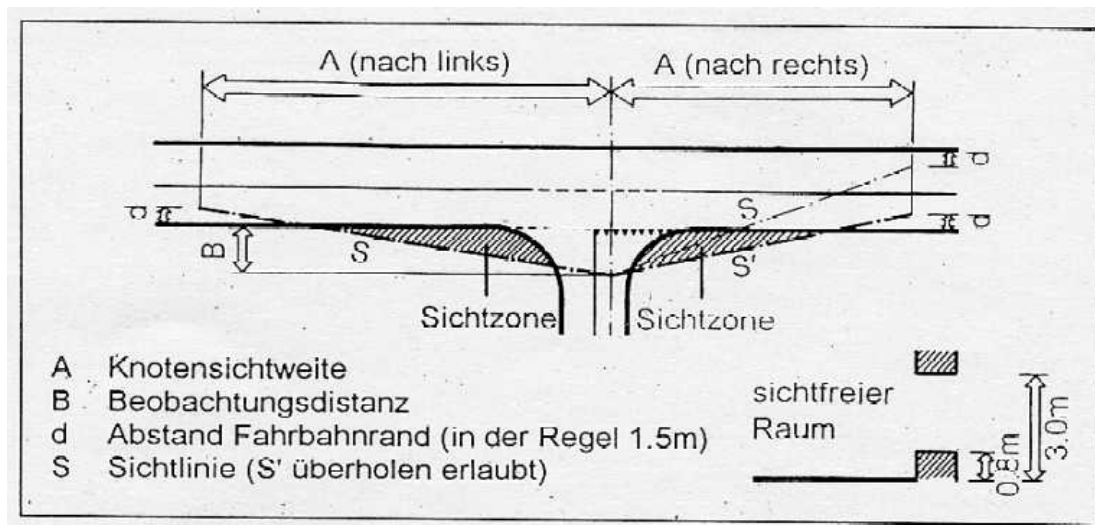 A (nach links)
A (nach rechts)
d
d
d
B
S
S
S'
Sichtzone
Sichtzone
A Knotensichtweite
B Beobachtungsdistanz
d Abstand Fahrbahnrand (in der Regel 1.5m)
S Sichtlinie (S' überholen erlaubt)
sichtfreier
Raum
0.8m
3.0m